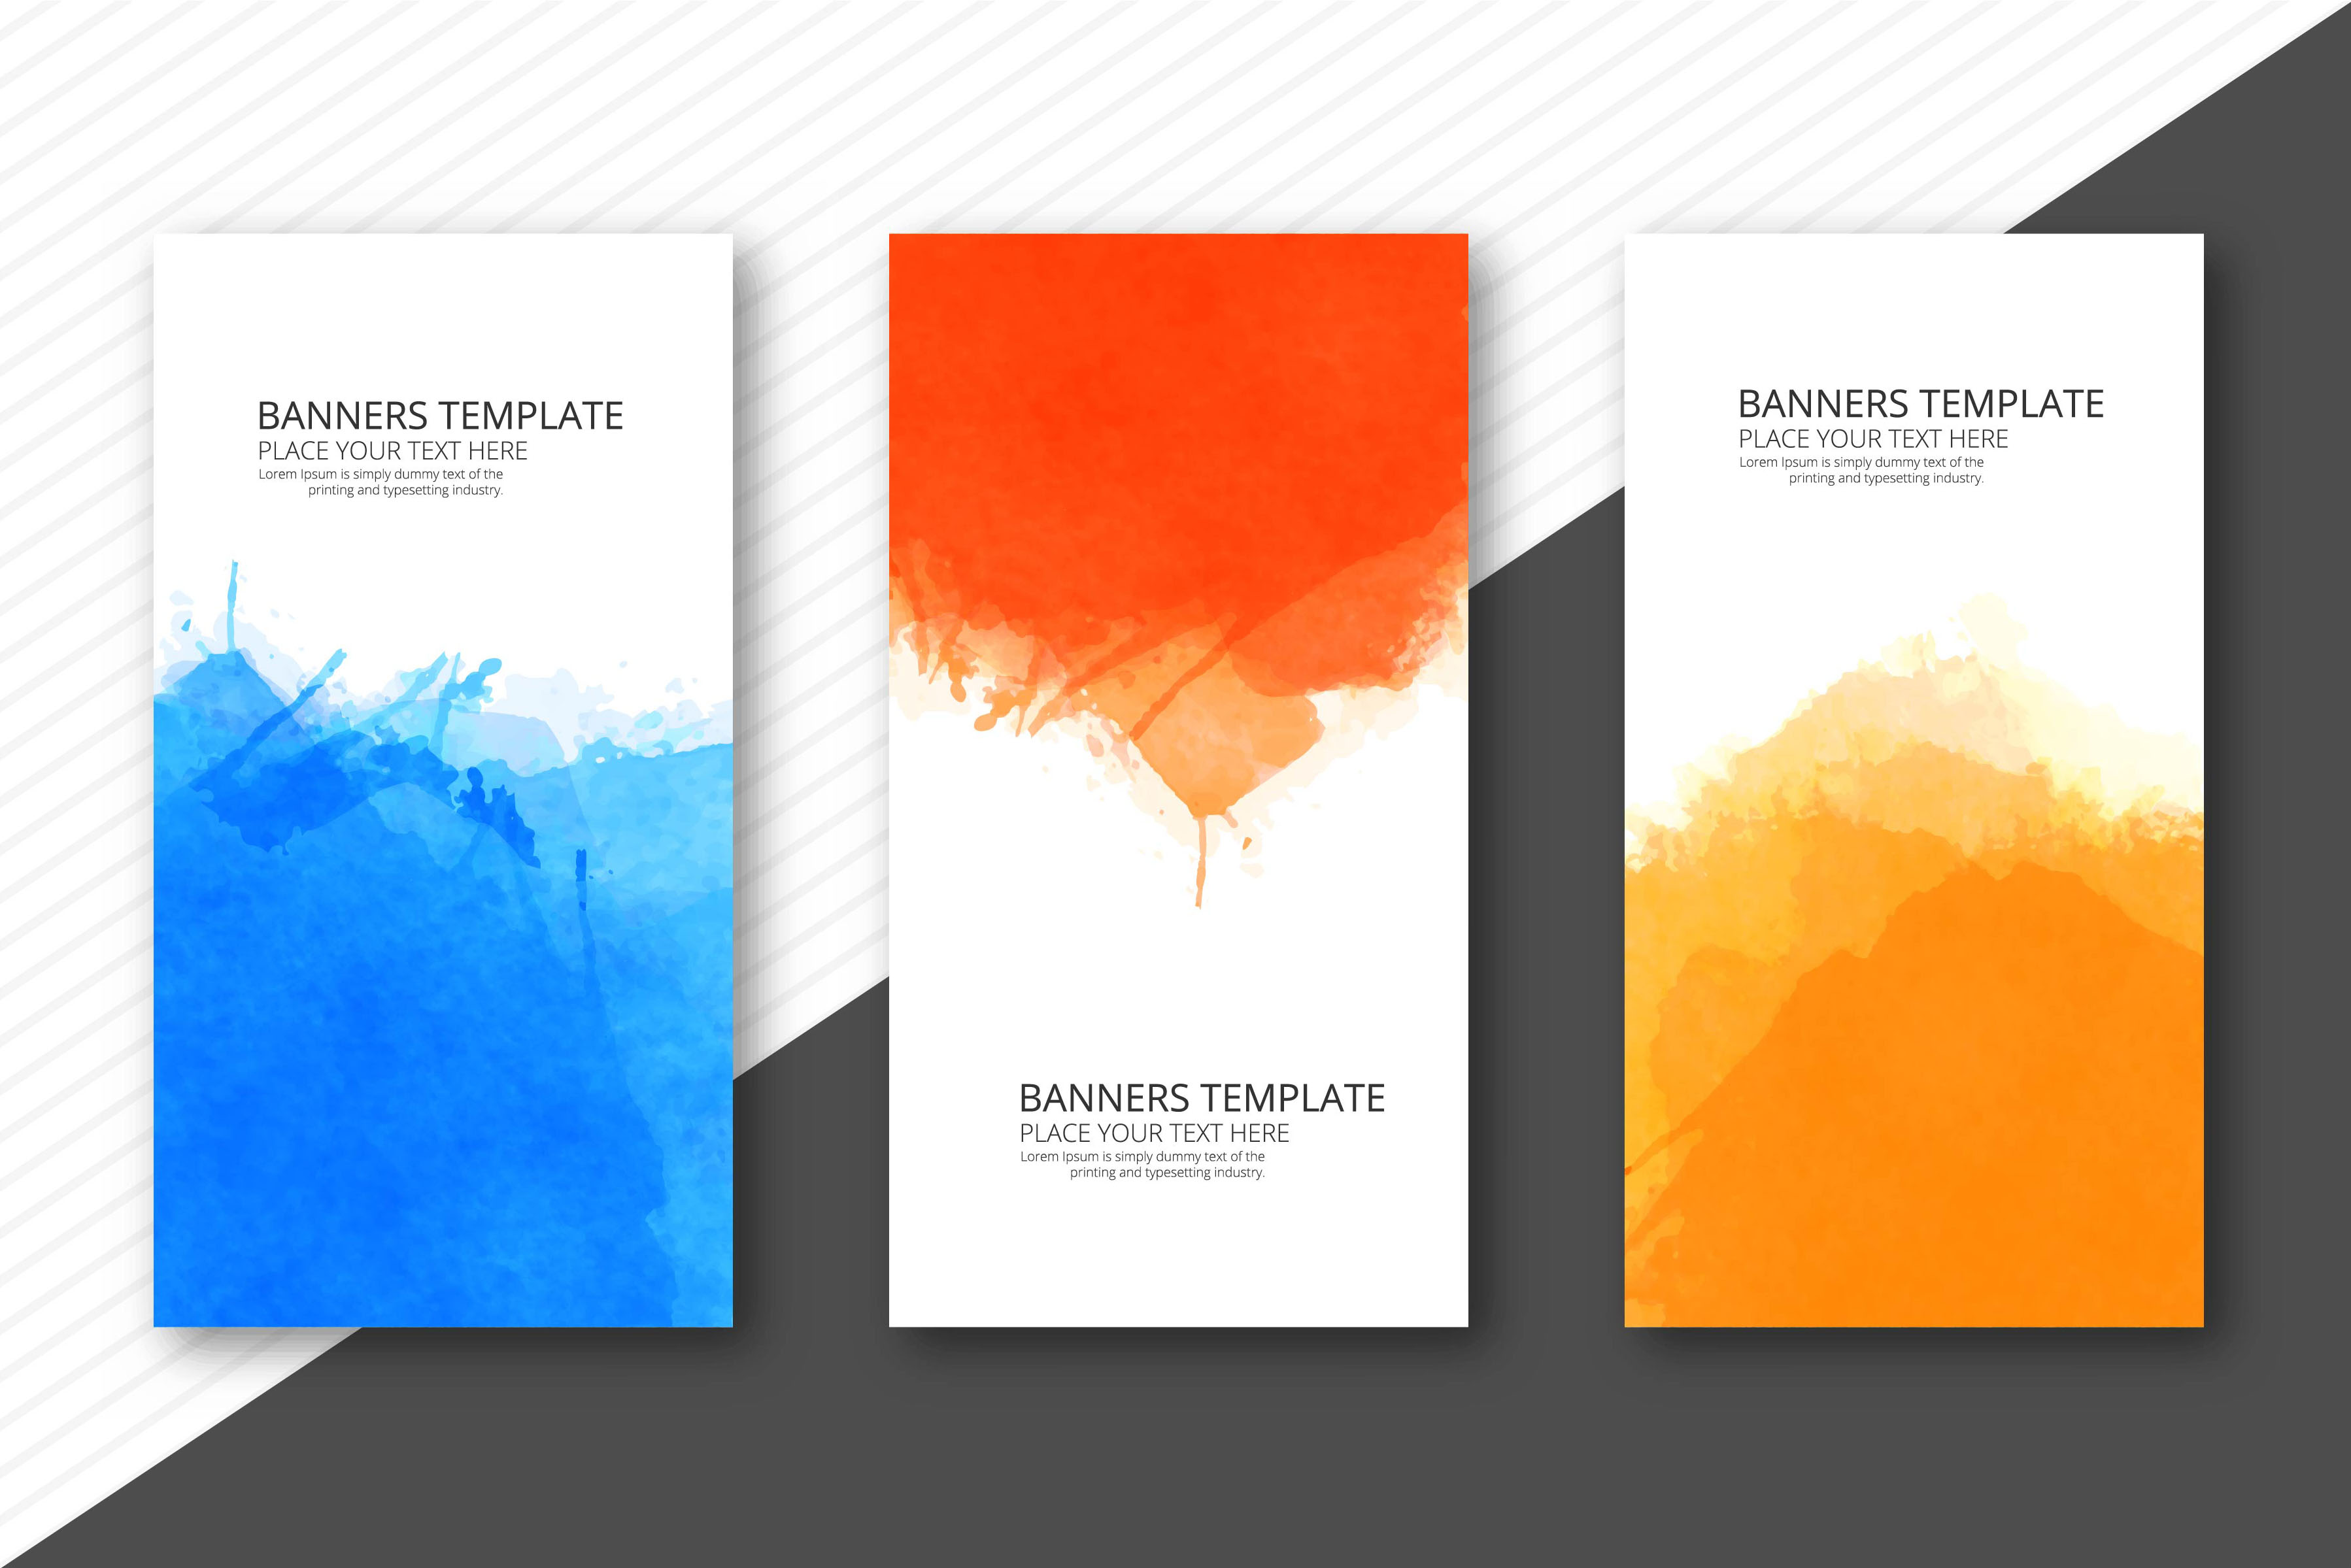 BANNERS TEMPLATE
PLACE YOUR TEXT HERE
Lorem Ipsum is simply dummy text of the
printing and typesetting industry.
BANNERS TEMPLATE
PLACE YOUR TEXT HERE
Lorem Ipsum is simply dummy text of the
printing and typesetting industry.
BANNERS TEMPLATE
PLACE YOUR TEXT HERE
Lorem Ipsum is simply dummy text of the
printing and typesetting industry.